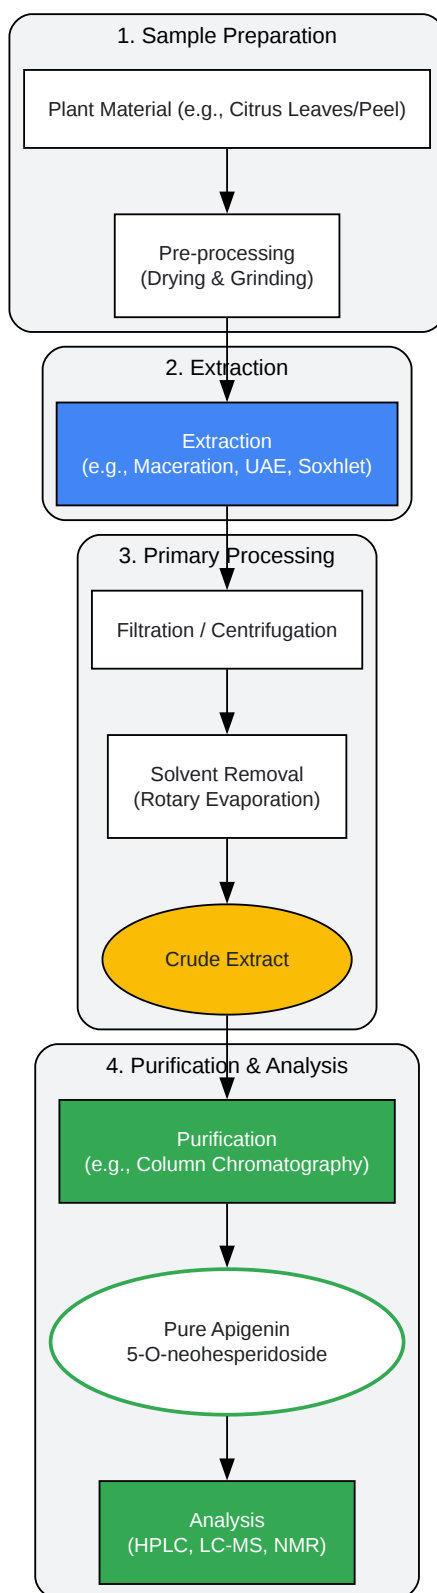 1. Sample Preparation
Plant Material (e.g., Citrus Leaves/Peel)
Pre-processing
(Drying & Grinding)
2. Extraction
Extraction
(e.g., Maceration, UAE, Soxhlet)
3. Primary Processing
Filtration / Centrifugation
Solvent Removal
(Rotary Evaporation)
Crude Extract
4. Purification & Analysis
Purification
(e.g., Column Chromatography)
Pure Apigenin
5-O-neohesperidoside
Analysis
(HPLC, LC-MS, NMR)